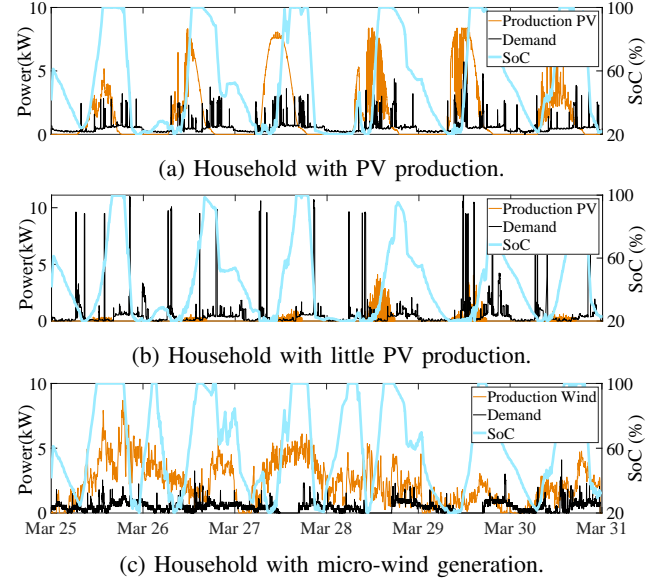 10
5
0
Power(kW)
100
60
20
SoC (%)
Production PV
Demand
SoC
(a) Household with PV production.
10
5
0
Power(kW)
100
60
20
SoC (%)
Production PV
Demand
SoC
(b) Household with little PV production.
10
5
0
Power(kW)
100
60
20
SoC (%)
Production Wind
Demand
SoC
Mar 25 Mar 26 Mar 27 Mar 28 Mar 29 Mar 30 Mar 31
(c) Household with micro-wind generation.